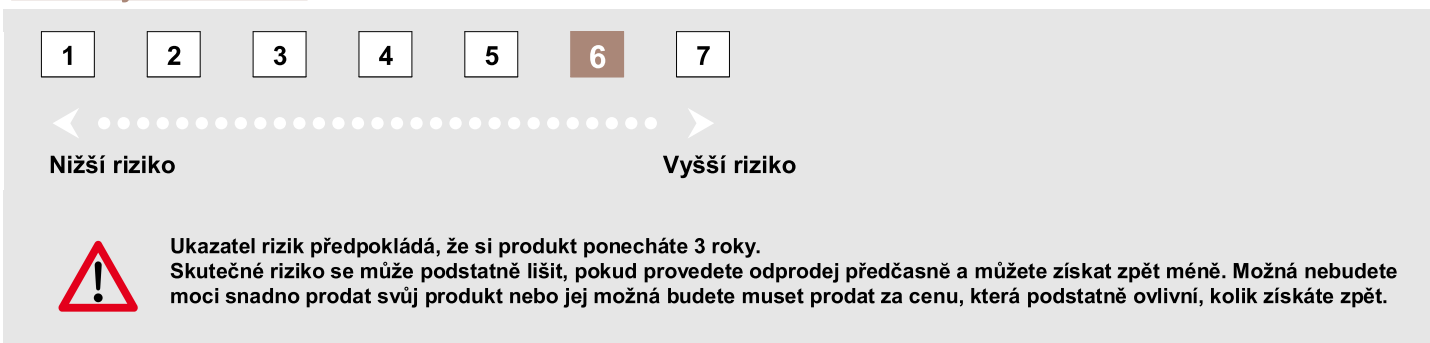 1 2 3 4 5 6 7
Nižší riziko Vyšší riziko
Ukazatel rizik předpokládá, že si produkt ponecháte 3 roky.
Skutečné riziko se může podstatně lišit, pokud provedete odprodej předčasně a můžete získat zpět méně. Možná nebudete
moci snadno prodat svůj produkt nebo jej možná budete muset prodat za cenu, která podstatně ovlivní, kolik získáte zpět.